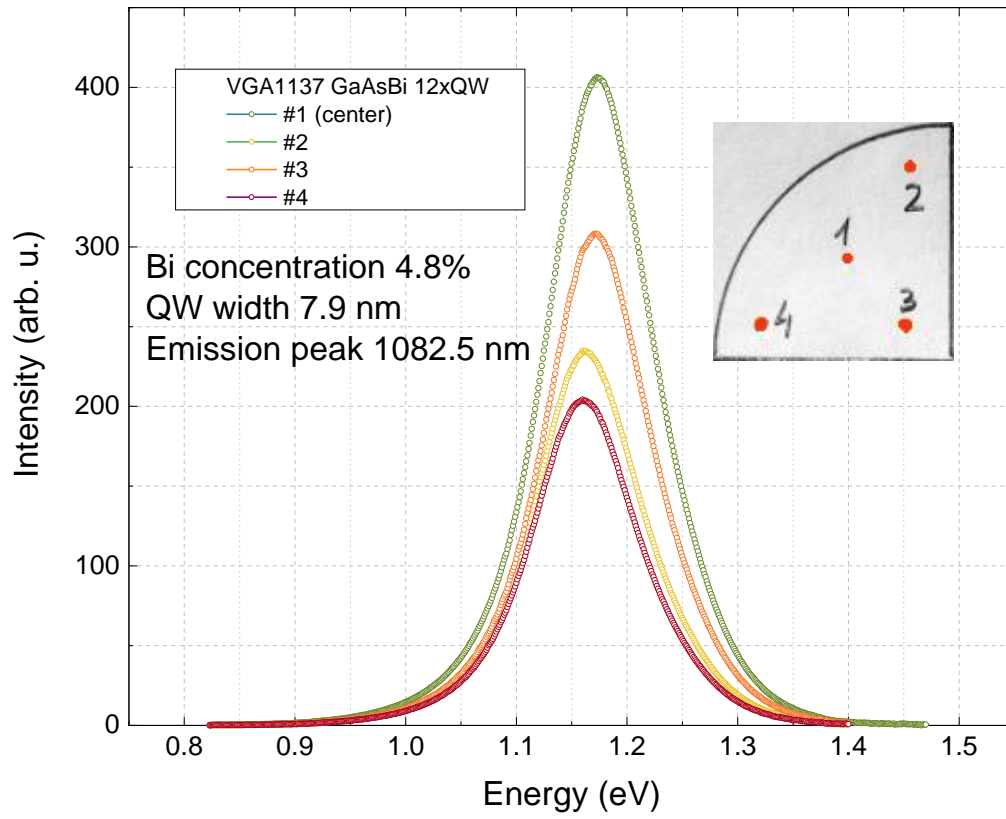 VGA1137 GaAsBi 12xQW
#1 (center)
#2
#3
#4
Bi concentration 4.8%
QW width 7.9 nm
Emission peak 1082.5 nm
2
1
4
3
Intensity (arb. u.)
400
300
200
100
0
0.8 0.9 1.0 1.1 1.2 1.3 1.4 1.5
Energy (eV)